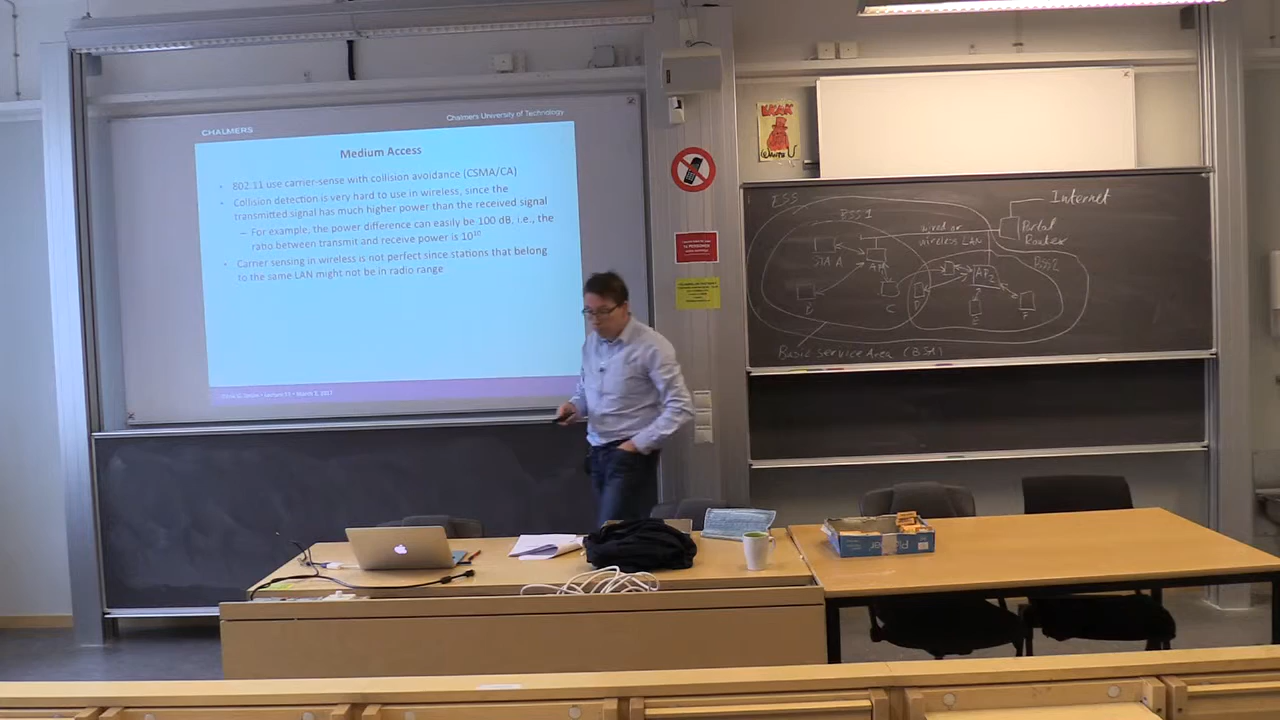 CHALMERS
Chalmers University of Technology
Medium Access
• 802.11 use carrier-sense with collision avoidance (CSMA/CA)
• Collision detection is very hard to use in wireless, since the
transmitted signal has much higher power than the received signal
– For example, the power difference can easily be 100 dB, i.e., the
ratio between transmit and receive power is 10¹⁰
• Carrier sensing in wireless is not perfect since stations that belong
to the same LAN might not be in radio range
ESS
BSS1
wired or
wireless LAN
Internet
Portal
Router
STA A
AP
BSS2
AP2
D
C
E
F
Basic Service Area (BSA)